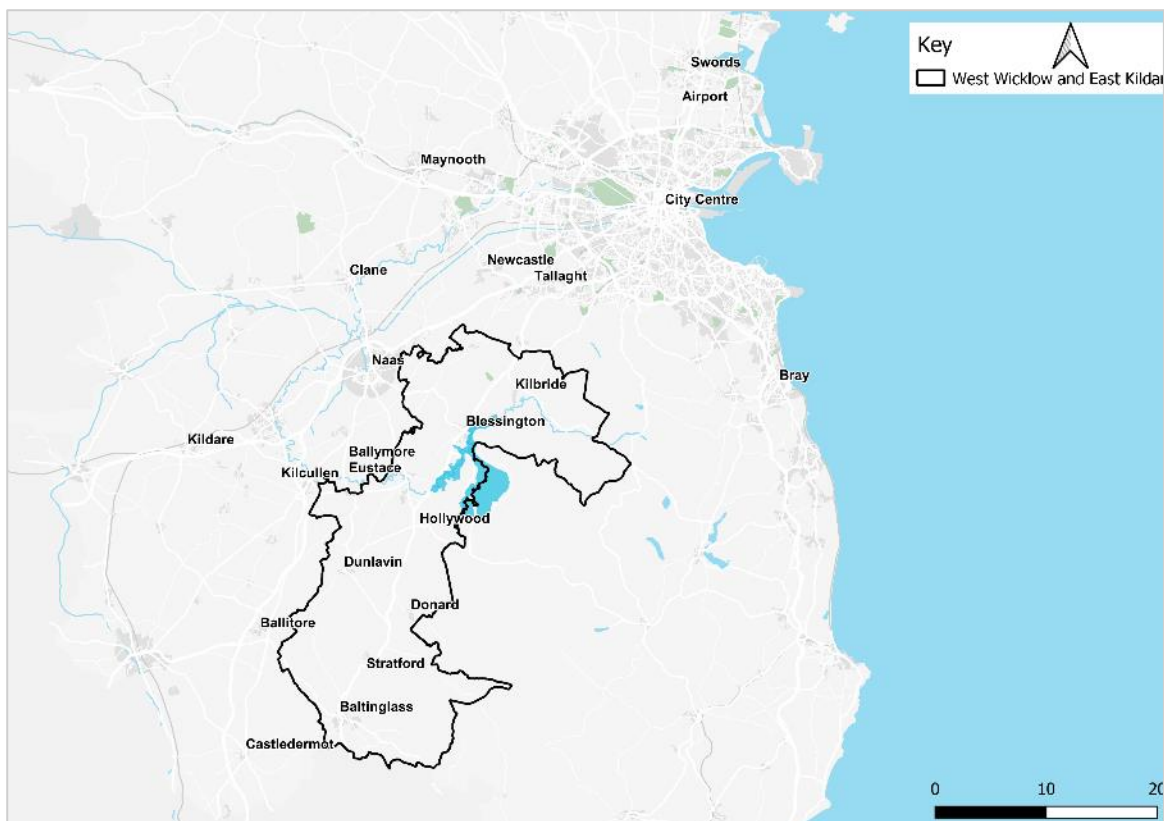 Key
West Wicklow and East Kildar
Swords
Airport
Maynooth
City Centre
Newcastle
Clane
Tallaght
Naas
Bray
Kilbride
Blessington
Kildare
Ballymore
Eustace
Kilcullen
Hollywood
Dunlavin
Donard
Ballitore
Stratford
Baltinglass
Castledermot
0 10 20